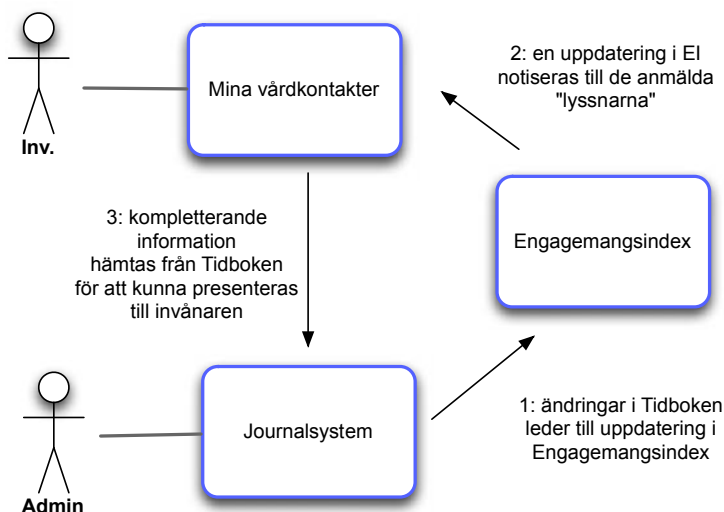 Inv.
Mina vårdkontakter
2: en uppdatering i EI
notiseras till de anmälda
"lyssnarna"
3: kompletterande
information
hämtas från Tidboken
för att kunna presenteras
till invånaren
Engagemangsindex
Admin
Journalsystem
1: ändringar i Tidboken
leder till uppdatering i
Engagemangsindex